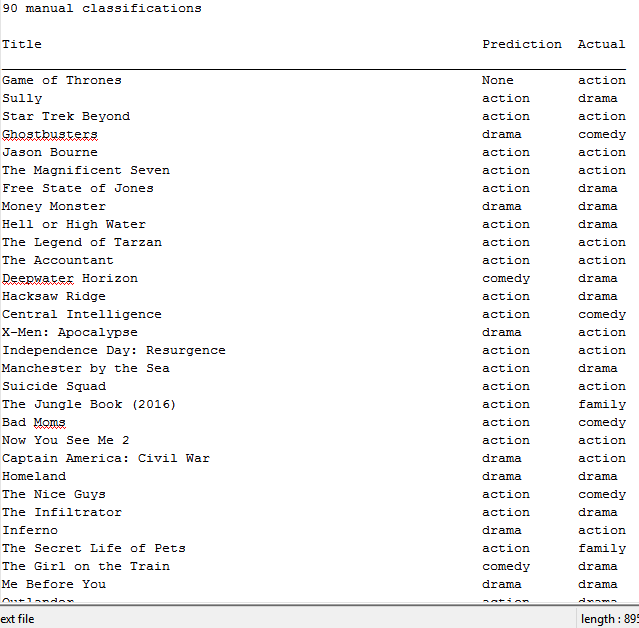 90 manual classifications
Title Prediction Actual
Game of Thrones None action
Sully action drama
Star Trek Beyond action action
Ghostbusters drama comedy
Jason Bourne action action
The Magnificent Seven action action
Free State of Jones action drama
Money Monster drama drama
Hell or High Water action drama
The Legend of Tarzan action action
The Accountant action action
Deepwater Horizon comedy drama
Hacksaw Ridge action drama
Central Intelligence action comedy
X-Men: Apocalypse drama action
Independence Day: Resurgence action action
Manchester by the Sea action drama
Suicide Squad action action
The Jungle Book (2016) action family
Bad Moms action comedy
Now You See Me 2 action action
Captain America: Civil War drama action
Homeland drama drama
The Nice Guys action comedy
The Infiltrator action drama
Inferno drama action
The Secret Life of Pets action family
The Girl on the Train comedy drama
Me Before You drama drama
Outlander action drama
ext file length : 895